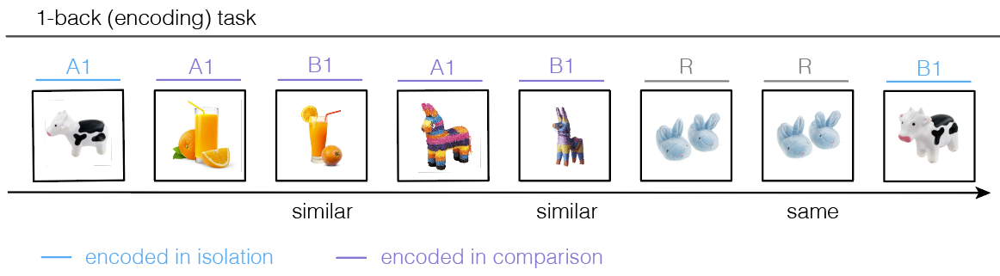 1-back (encoding) task
A1 A1 B1 A1 B1 R R B1
similar similar same
encoded in isolation encoded in comparison